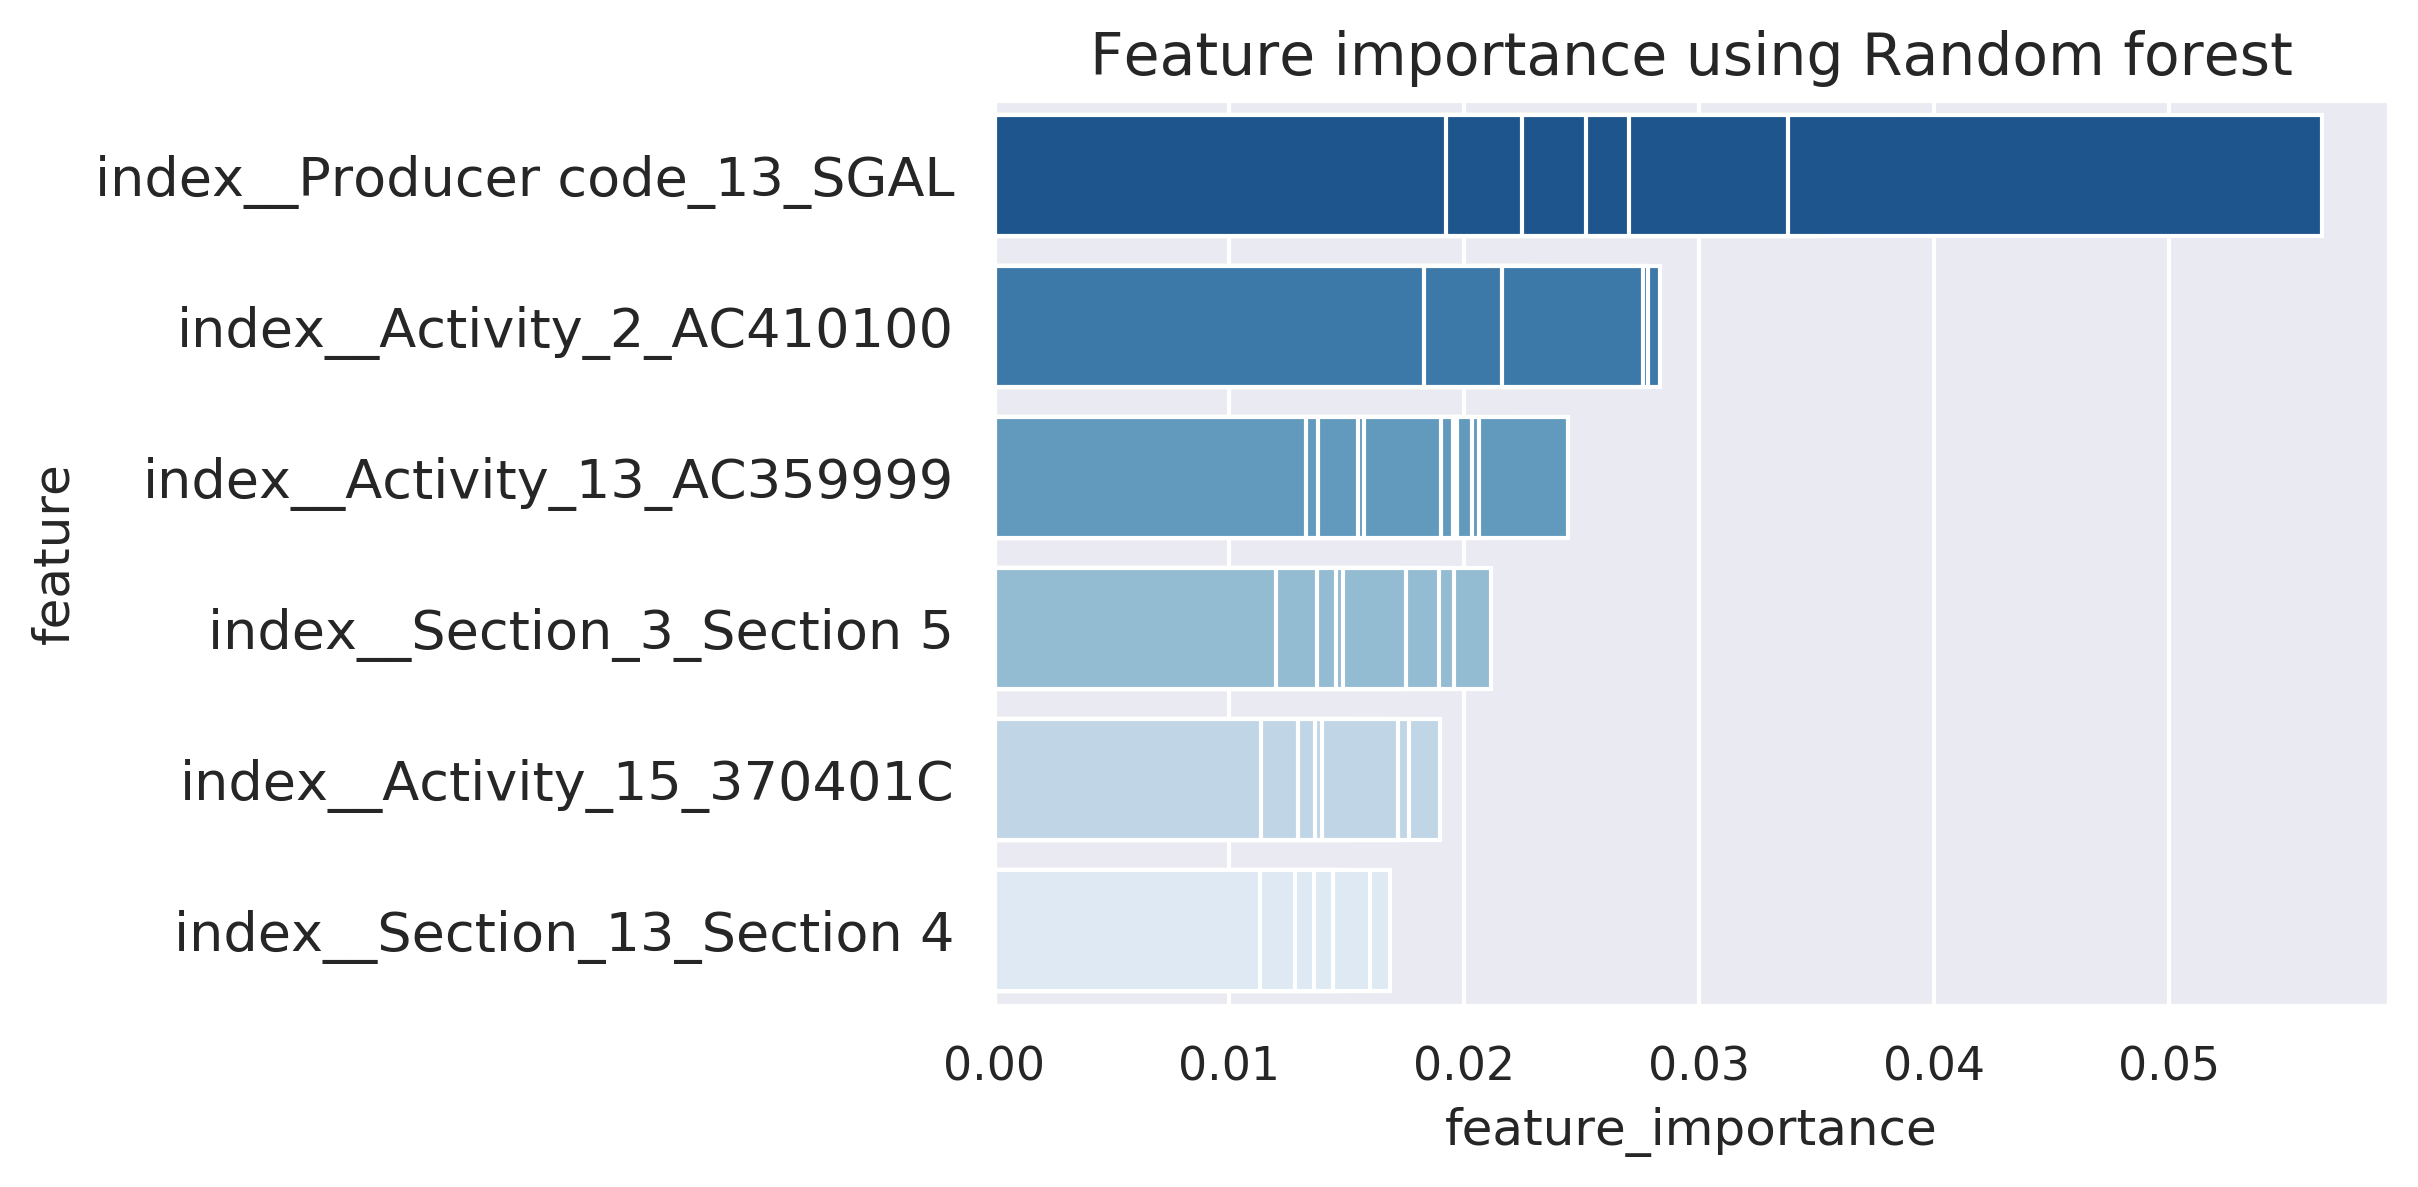 Feature importance using Random forest
index__Producer code_13_SGAL
index__Activity_2_AC410100
index__Activity_13_AC359999
index__Section_3_Section 5
index__Activity_15_370401C
index__Section_13_Section 4
feature
0.00 0.01 0.02 0.03 0.04 0.05
feature_importance